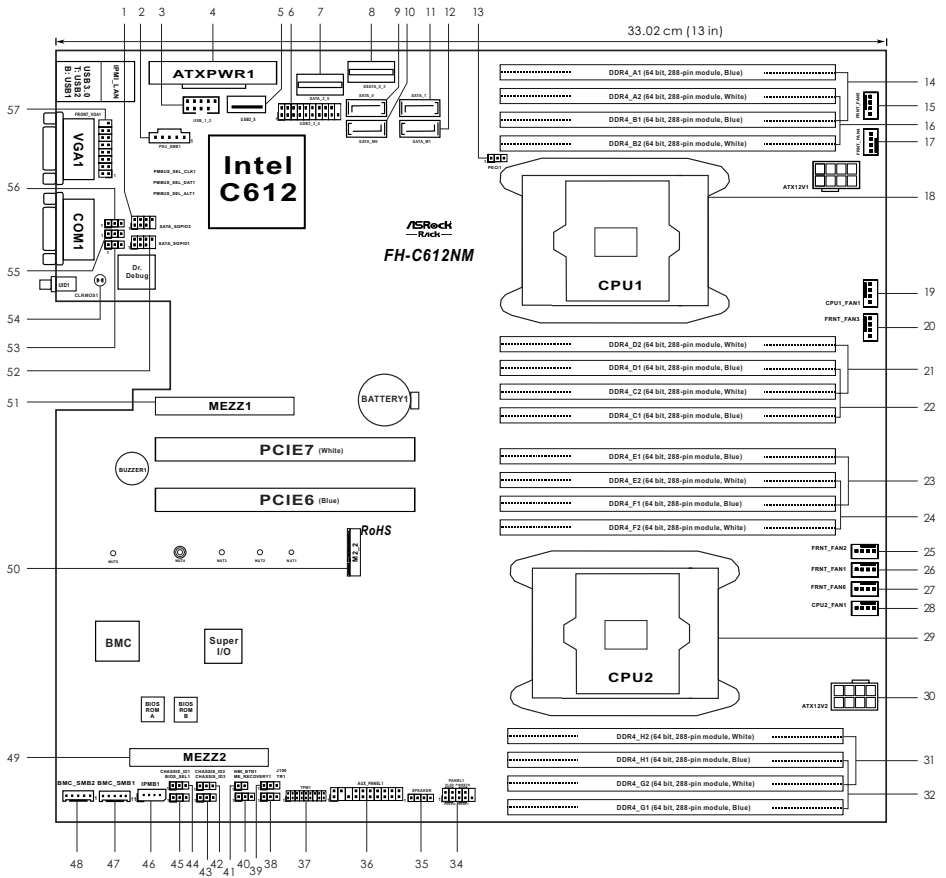 1 2 3 4 5 6 7 8 9 10 11 12 13
33.02 cm (13 in)
USB3.0
T: USB2
B: USB1
IPMI_LAN
ATXPWR1
USB_1_2
USB3_5
USB3_3_4
SATA_2_5
SSATA_0_3
SATA_0
SATA_1
SATA_M0
SATA_M1
PSU_SMB1
FRONT_VGA1
VGA1
PMBUS_SEL_CLK1
PMBUS_SEL_DAT1
PMBUS_SEL_ALT1
Intel
C612
PECI1
DDR4_A1 (64 bit, 288-pin module, Blue)
DDR4_A2 (64 bit, 288-pin module, White)
DDR4_B1 (64 bit, 288-pin module, Blue)
DDR4_B2 (64 bit, 288-pin module, White)
FRNT_FAN4
ATX12V1
14
15
16
17
18
57
56
55
54
53
52
51
COM1
SATA_SGPIO2
SATA_SGPIO1
Dr.
Debug
UID1
CLRMOS1
ASRock
Rack
FH-C612NM
CPU1
CPU1_FAN1
FRNT_FAN3
19
20
DDR4_D2 (64 bit, 288-pin module, White)
DDR4_D1 (64 bit, 288-pin module, Blue)
DDR4_C2 (64 bit, 288-pin module, White)
DDR4_C1 (64 bit, 288-pin module, Blue)
21
22
MEZZ1
BATTERY1
PCIE7 (White)
BUZZER1
PCIE6 (Blue)
DDR4_E1 (64 bit, 288-pin module, Blue)
DDR4_E2 (64 bit, 288-pin module, White)
DDR4_F1 (64 bit, 288-pin module, Blue)
DDR4_F2 (64 bit, 288-pin module, White)
23
24
RoHS
M2_2
NUT5 NUT4 NUT3 NUT2 NUT1
50
FRNT_FAN2
FRNT_FAN1
FRNT_FAN6
CPU2_FAN1
25
26
27
28
29
30
BMC
Super
I/O
CPU2
BIOS
ROM
A
BIOS
ROM
B
ATX12V2
49
MEZZ2
DDR4_H2 (64 bit, 288-pin module, White)
DDR4_H1 (64 bit, 288-pin module, Blue)
DDR4_G2 (64 bit, 288-pin module, White)
DDR4_G1 (64 bit, 288-pin module, Blue)
31
32
BMC_SMB2 BMC_SMB1 IPMB1
CHASSIS_ID1
BIOS_SEL1
CHASSIS_ID2
CHASSIS_ID3
NMI_BTN1
ME_RECOVERY1
TR1
AUX_PANEL1
SPEAKER
PANEL1
48 47 46 45 44 43 42 41 40 39 38 37 36 35 34